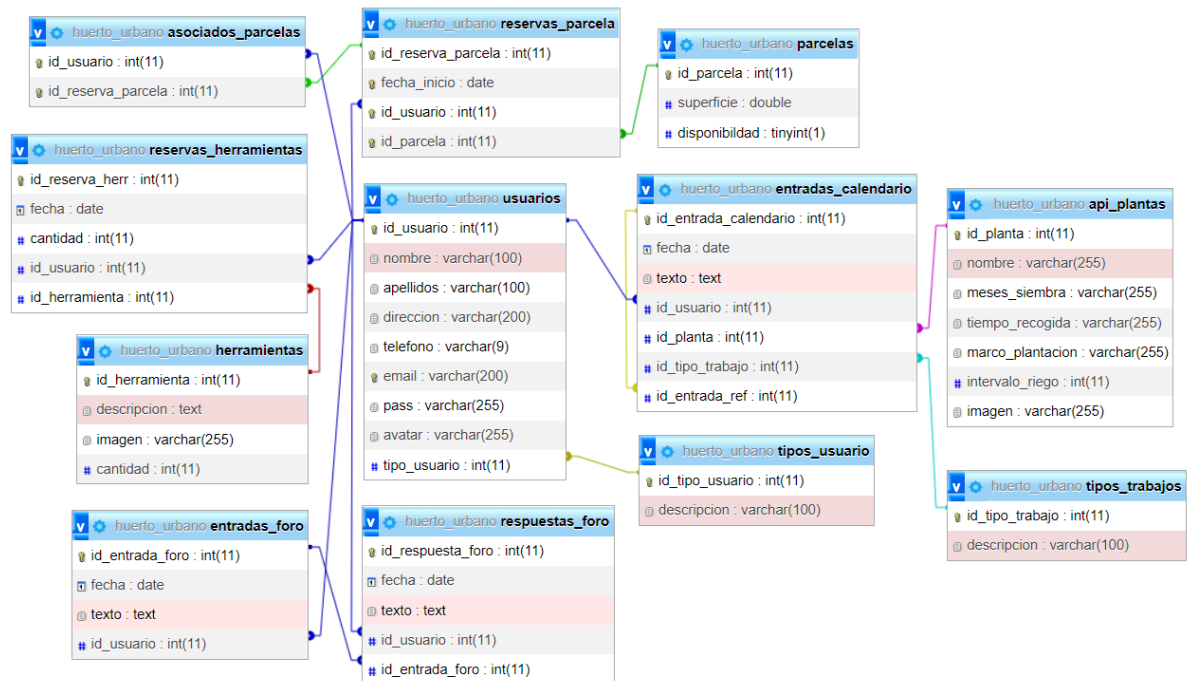 huerto_urbano asociados_parcelas
id_usuario : int(11)
id_reserva_parcela : int(11)
huerto_urbano reservas_parcela
id_reserva_parcela : int(11)
fecha_inicio : date
id_usuario : int(11)
id_parcela : int(11)
huerto_urbano parcelas
id_parcela : int(11)
superficie : double
disponibildad : tinyint(1)
huerto_urbano reservas_herramientas
id_reserva_herr : int(11)
fecha : date
cantidad : int(11)
id_usuario : int(11)
id_herramienta : int(11)
huerto_urbano usuarios
id_usuario : int(11)
nombre : varchar(100)
apellidos : varchar(100)
direccion : varchar(200)
telefono : varchar(9)
email : varchar(200)
pass : varchar(255)
avatar : varchar(255)
tipo_usuario : int(11)
huerto_urbano entradas_calendario
id_entrada_calendario : int(11)
fecha : date
texto : text
id_usuario : int(11)
id_planta : int(11)
id_tipo_trabajo : int(11)
id_entrada_ref : int(11)
huerto_urbano api_plantas
id_planta : int(11)
nombre : varchar(255)
meses_siembra : varchar(255)
tiempo_recogida : varchar(255)
marco_plantacion : varchar(255)
intervalo_riego : int(11)
imagen : varchar(255)
huerto_urbano herramientas
id_herramienta : int(11)
descripcion : text
imagen : varchar(255)
cantidad : int(11)
huerto_urbano tipos_usuario
id_tipo_usuario : int(11)
descripcion : varchar(100)
huerto_urbano tipos_trabajos
id_tipo_trabajo : int(11)
descripcion : varchar(100)
huerto_urbano entradas_foro
id_entrada_foro : int(11)
fecha : date
texto : text
id_usuario : int(11)
huerto_urbano respuestas_foro
id_respuesta_foro : int(11)
fecha : date
texto : text
id_usuario : int(11)
id_entrada_foro : int(11)